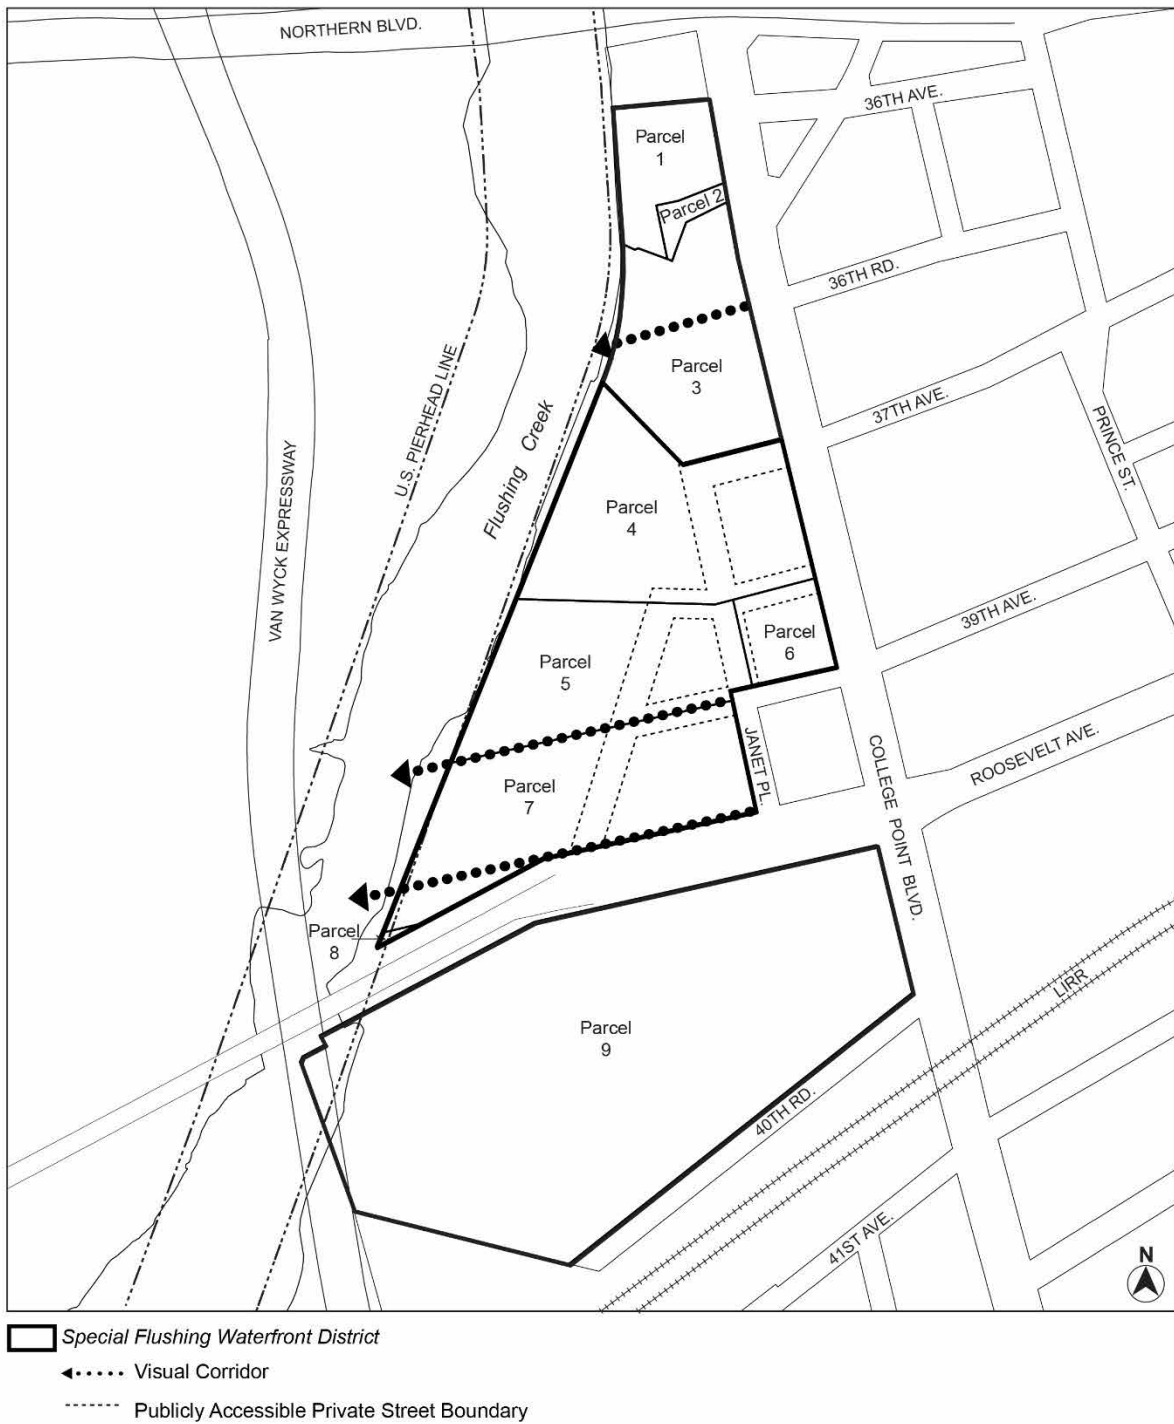 NORTHERN BLVD.
36TH AVE.
Parcel
1
Parcel 2
36TH RD.
U.S. PIERHEAD LINE
Flushing Creek
Parcel
3
37TH AVE.
PRINCE ST.
VAN WYCK EXPRESSWAY
Parcel
4
39TH AVE.
Parcel
5
Parcel
6
JANET PL.
COLLEGE POINT BLVD.
ROOSEVELT AVE.
Parcel
7
Parcel
8
LIRR
Parcel
9
40TH RD.
41ST AVE.
N
Special Flushing Waterfront District
Visual Corridor
Publicly Accessible Private Street Boundary